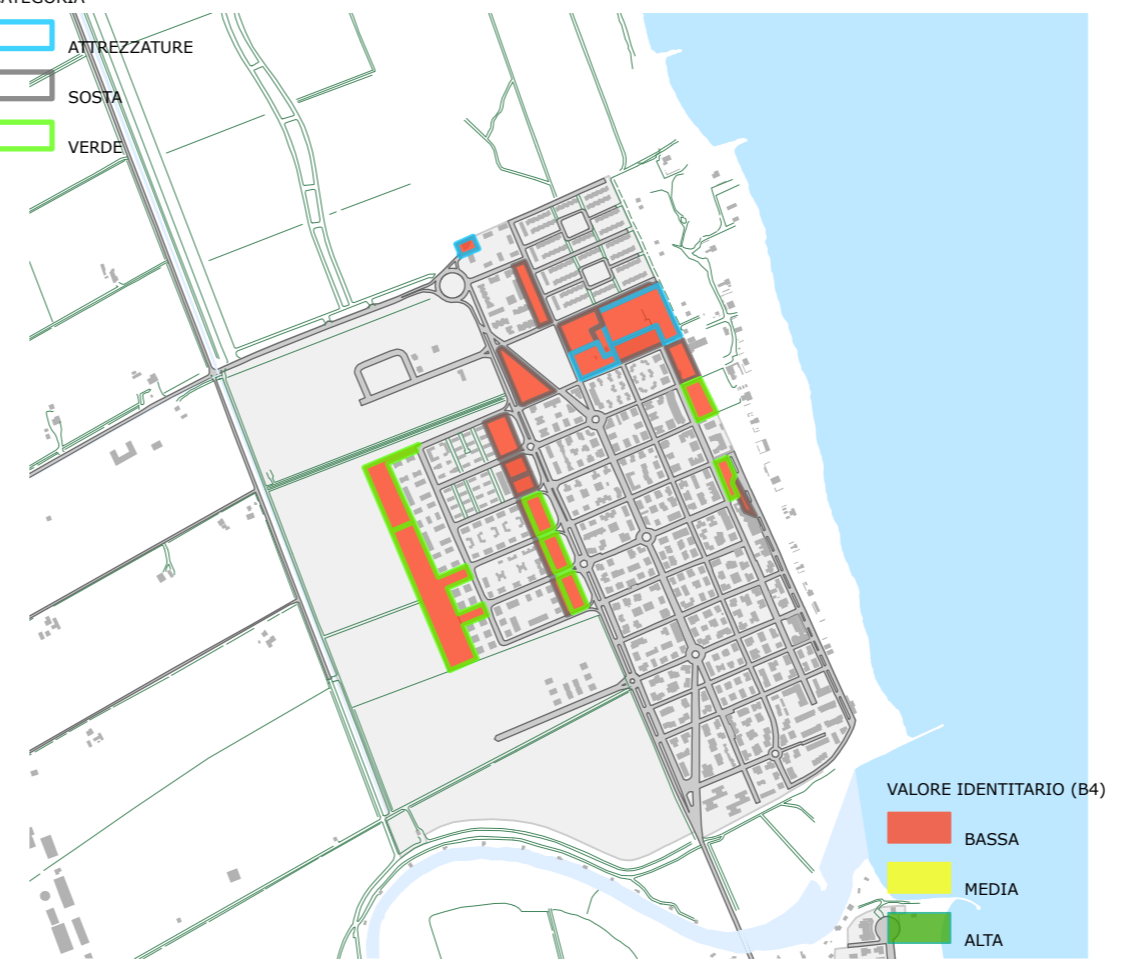 ATTREZZATURE
SOSTA
VERDE
VALORE IDENTITARIO (B4)
BASSA
MEDIA
ALTA